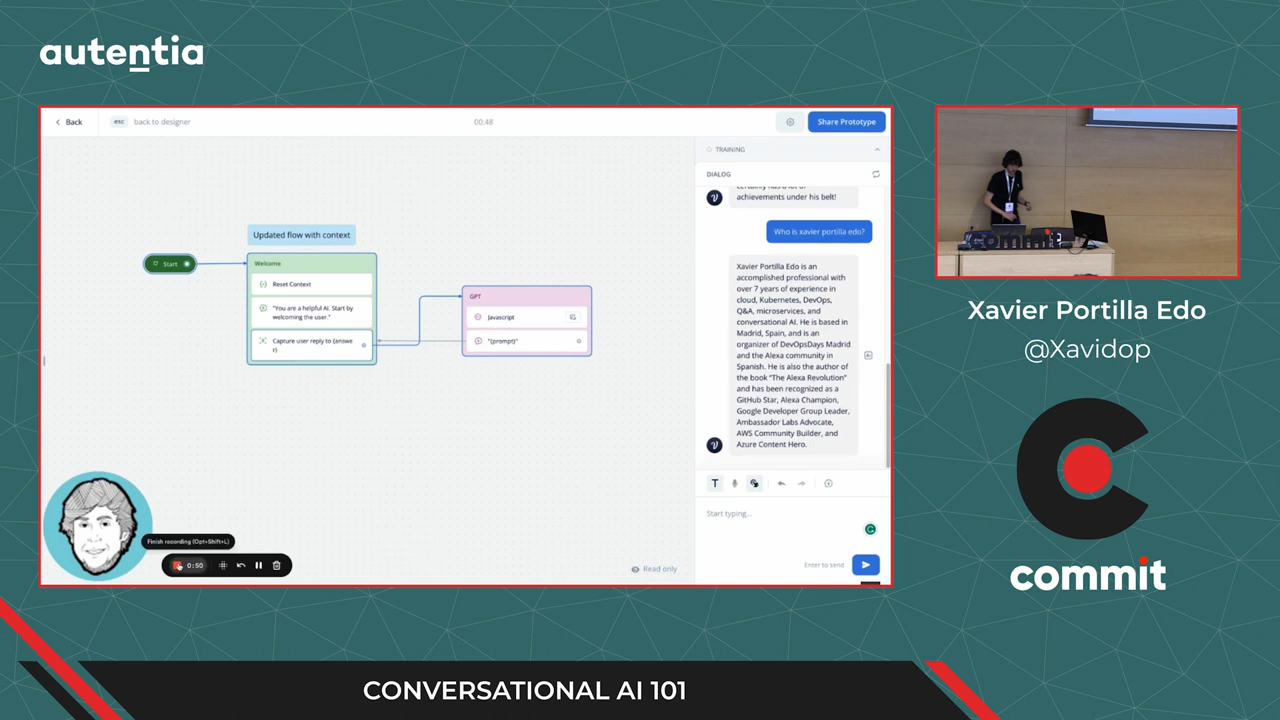 autentia
Back
esc
back to designer
00:48
Share Prototype
TRAINING
DIALOG
certainly has a lot of
achievements under his belt!
Who is xavier portilla edo?
Xavier Portilla Edo is an
accomplished professional with
over 7 years of experience in
cloud, Kubernetes, DevOps,
Q&A, microservices, and
conversational AI. He is based in
Madrid, Spain, and is an
organizer of DevOpsDays Madrid
and the Alexa community in
Spanish. He is also the author of
the book "The Alexa Revolution"
and has been recognized as a
GitHub Star, Alexa Champion,
Google Developer Group Leader,
Ambassador Labs Advocate,
AWS Community Builder, and
Azure Content Hero.
Updated flow with context
Start
Welcome
Reset Context
"You are a helpful AI. Start by
welcoming the user."
Capture user reply to {answe
r}
GPT
Javascript
"{prompt}"
T
Start typing...
Enter to send
Read only
Finish recording (Opt+Shift+L)
0:50
commit
Xavier Portilla Edo
@Xavidop
commit
CONVERSATIONAL AI 101